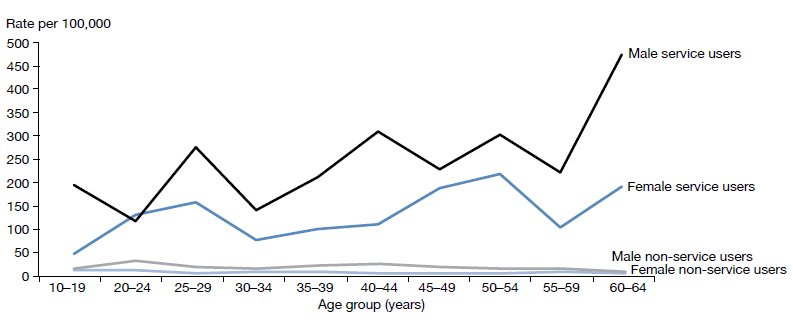 Rate per 100,000
500
450
400
350
300
250
200
150
100
50
0
Male service users
Female service users
Male non-service users
Female non-service users
10–19 20–24 25–29 30–34 35–39 40–44 45–49 50–54 55–59 60–64
Age group (years)